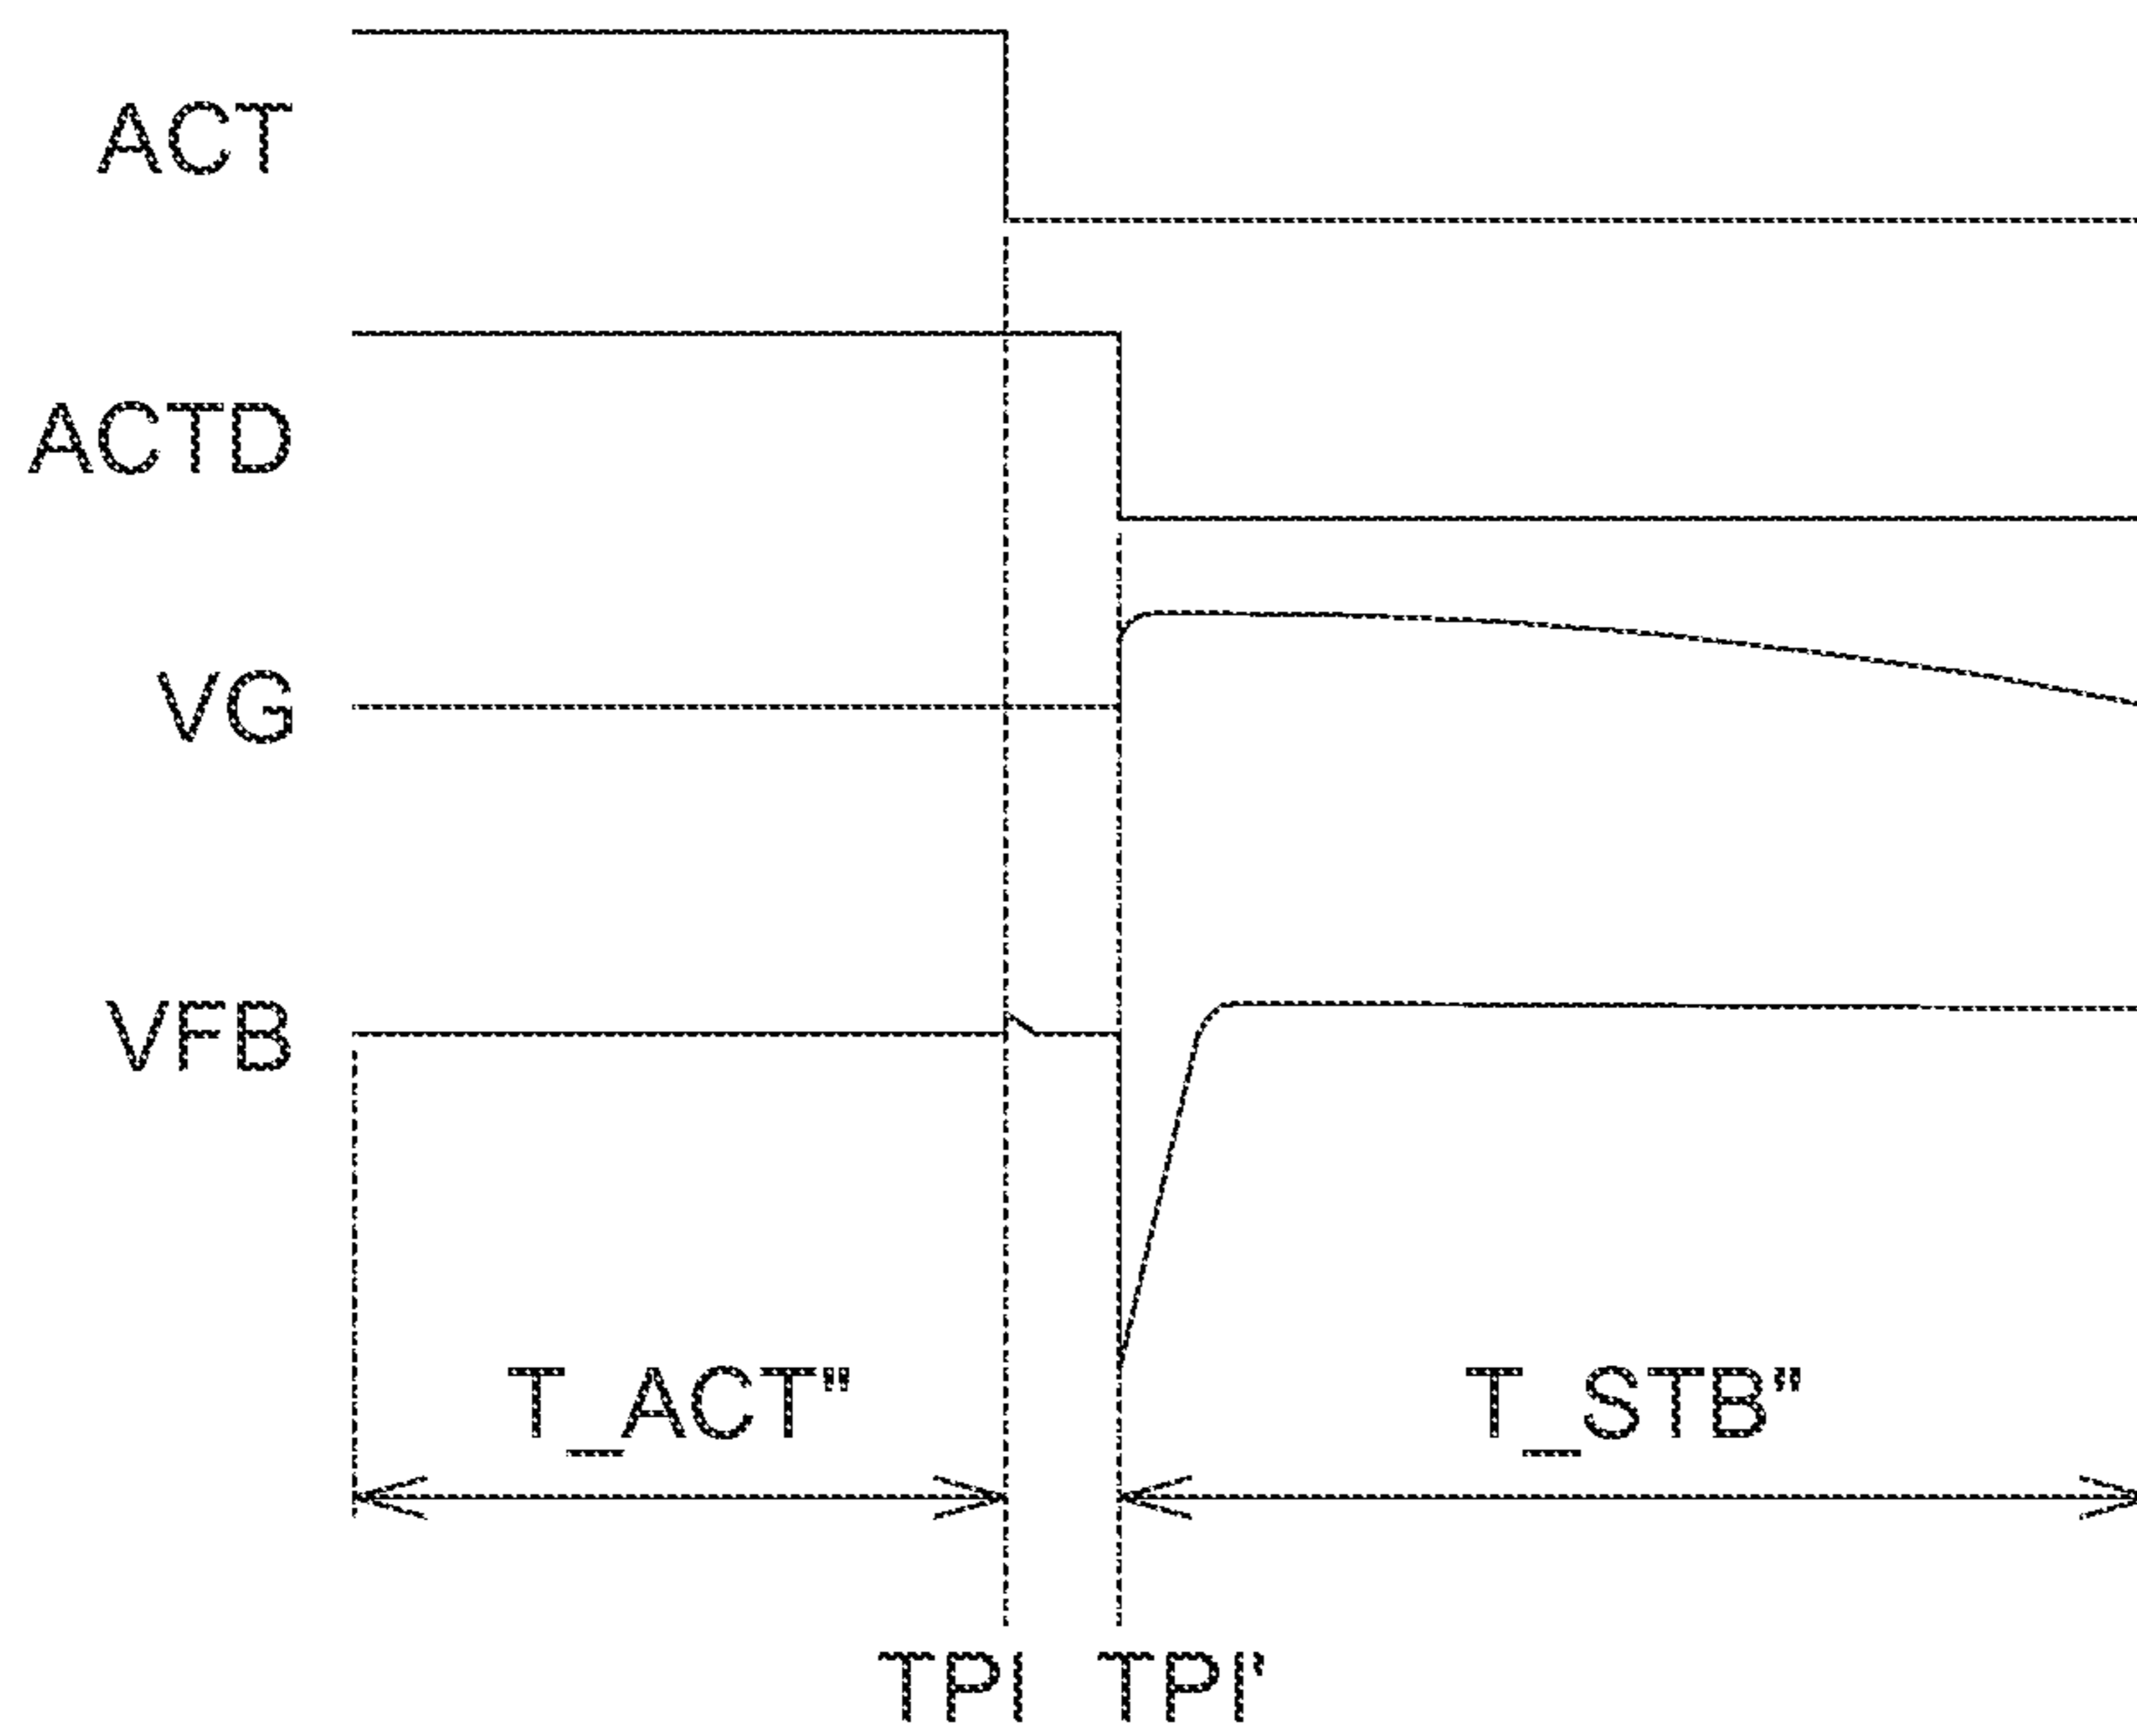 ACT
ACTD
VG
VFB
T_ACT" T_STB"
TPI TPI'